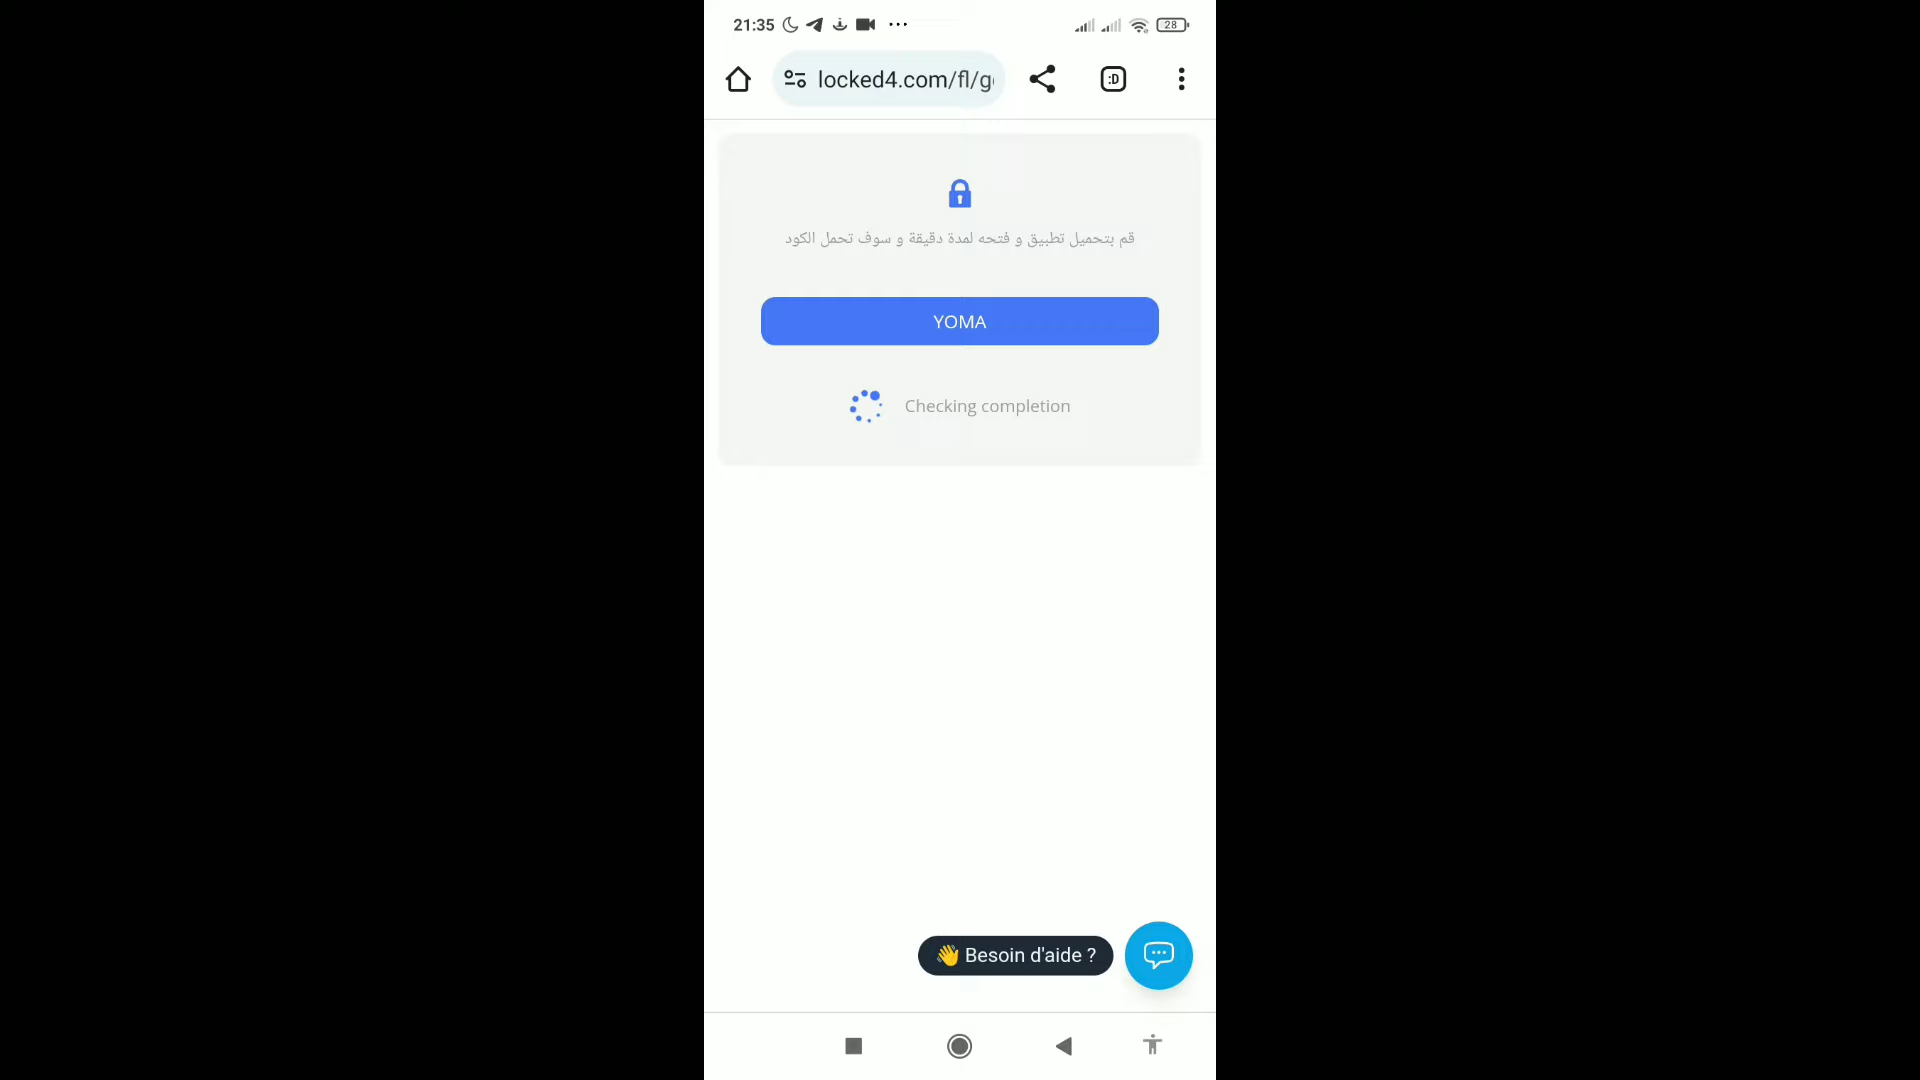 21:35
28
locked4.com/fl/g
:D
قم بتحميل تطبيق و فتحه لمدة دقيقة و سوف تحمل الكود
YOMA
Checking completion
👋 Besoin d'aide ?